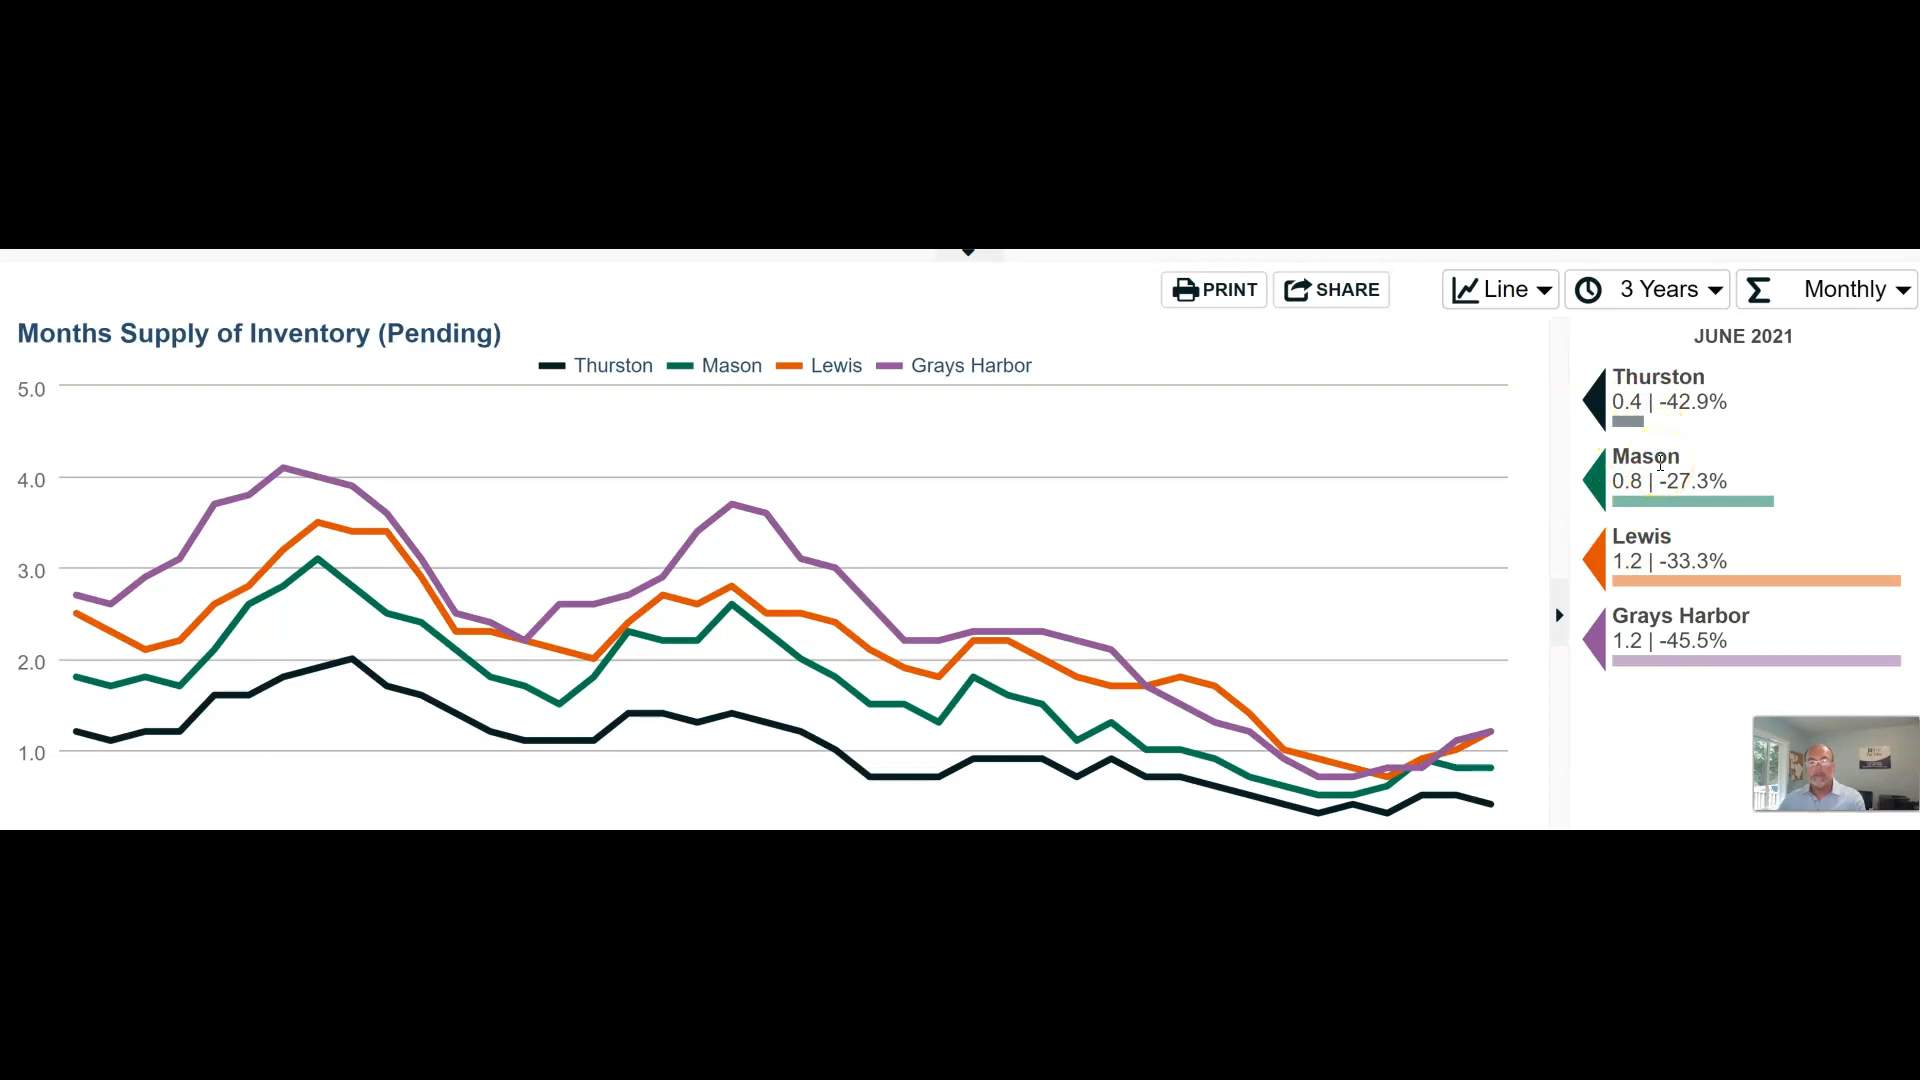 PRINT
SHARE
Line
3 Years
Monthly
Months Supply of Inventory (Pending)
JUNE 2021
Thurston Mason Lewis Grays Harbor
5.0
4.0
3.0
2.0
1.0
Thurston
0.4 | -42.9%
Mason
0.8 | -27.3%
Lewis
1.2 | -33.3%
Grays Harbor
1.2 | -45.5%